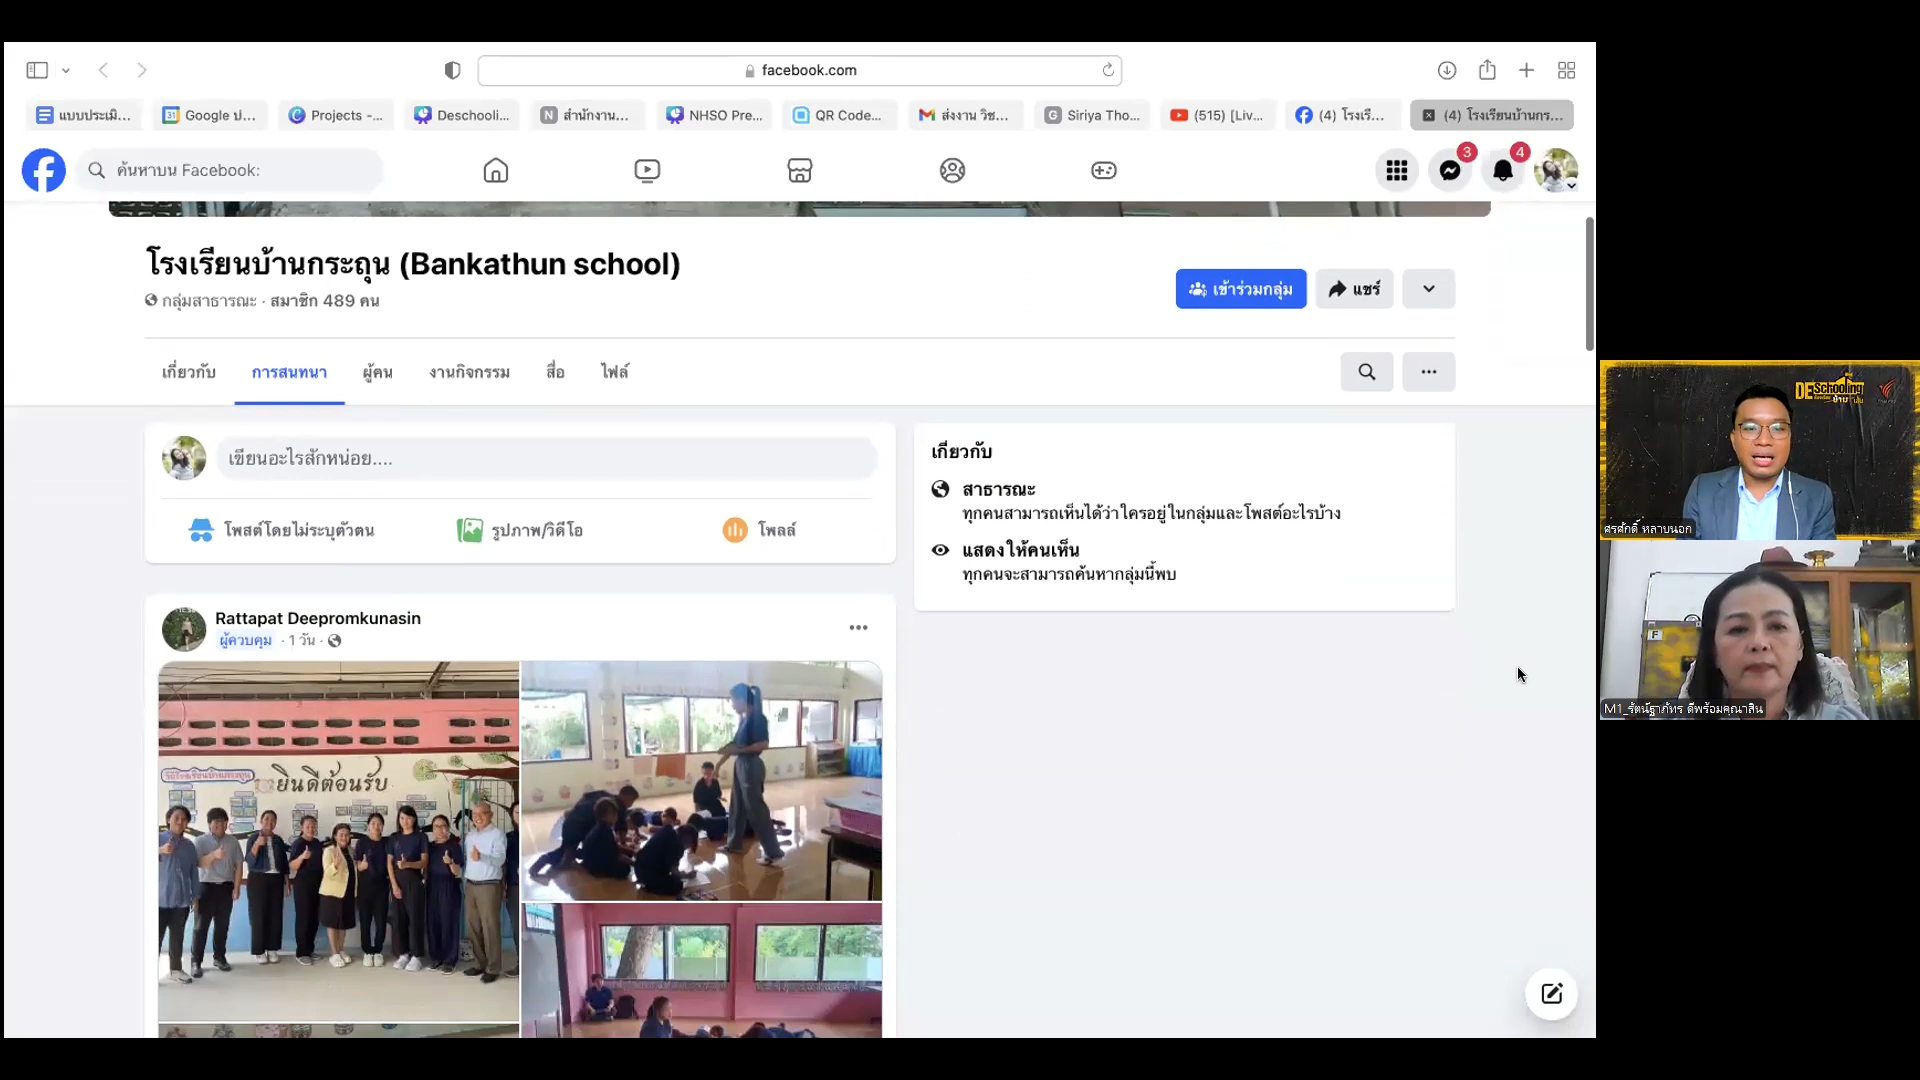 facebook.com
แบบประเมิ...
Google ป...
Projects -...
Deschooli...
สำนักงาน...
NHSO Pre...
QR Code...
ส่งงาน วิช...
Siriya Tho...
(515) [Liv...
(4) โรงเรี...
(4) โรงเรียนบ้านกร...
ค้นหาบน Facebook:
3
4
โรงเรียนบ้านกระถุน (Bankathun school)
กลุ่มสาธารณะ · สมาชิก 489 คน
เข้าร่วมกลุ่ม
แชร์
เกี่ยวกับ
การสนทนา
ผู้คน
งานกิจกรรม
สื่อ
ไฟล์
เขียนอะไรสักหน่อย....
โพสต์โดยไม่ระบุตัวตน
รูปภาพ/วิดีโอ
โพลล์
เกี่ยวกับ
สาธารณะ
ทุกคนสามารถเห็นได้ว่าใครอยู่ในกลุ่มและโพสต์อะไรบ้าง
แสดงให้คนเห็น
ทุกคนจะสามารถค้นหากลุ่มนี้พบ
Rattapat Deepromkunasin
ผู้ควบคุม · 1 วัน ·
ยินดีต้อนรับ
DESchooling
ศรศักดิ์ หลาบนอก
F
M1_รัตน์ฐาภัทร ดีพร้อมคุณาสิน